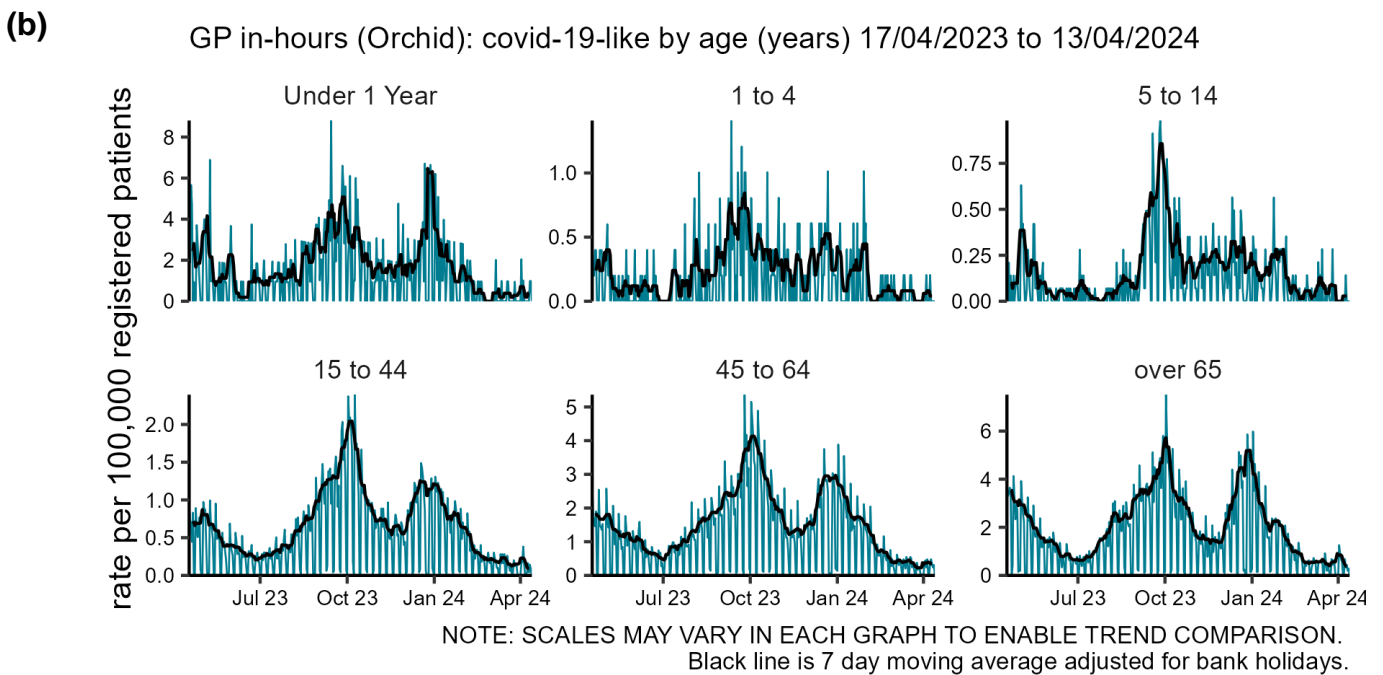 (b)
GP in-hours (Orchid): covid-19-like by age (years) 17/04/2023 to 13/04/2024
rate per 100,000 registered patients
Under 1 Year
8
6
4
2
0
1 to 4
1.0
0.5
0.0
5 to 14
0.75
0.50
0.25
0.00
15 to 44
2.0
1.5
1.0
0.5
0.0
Jul 23 Oct 23 Jan 24 Apr 24
45 to 64
5
4
3
2
1
0
Jul 23 Oct 23 Jan 24 Apr 24
over 65
6
4
2
0
Jul 23 Oct 23 Jan 24 Apr 24
NOTE: SCALES MAY VARY IN EACH GRAPH TO ENABLE TREND COMPARISON.
Black line is 7 day moving average adjusted for bank holidays.